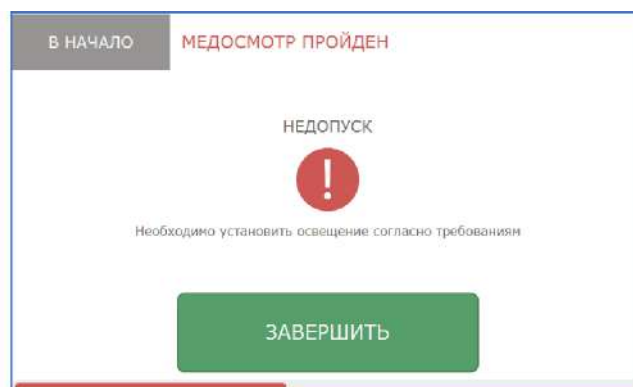 В НАЧАЛО МЕДОСМОТР ПРОЙДЕН
НЕДОПУСК
Необходимо установить освещение согласно требованиям
ЗАВЕРШИТЬ